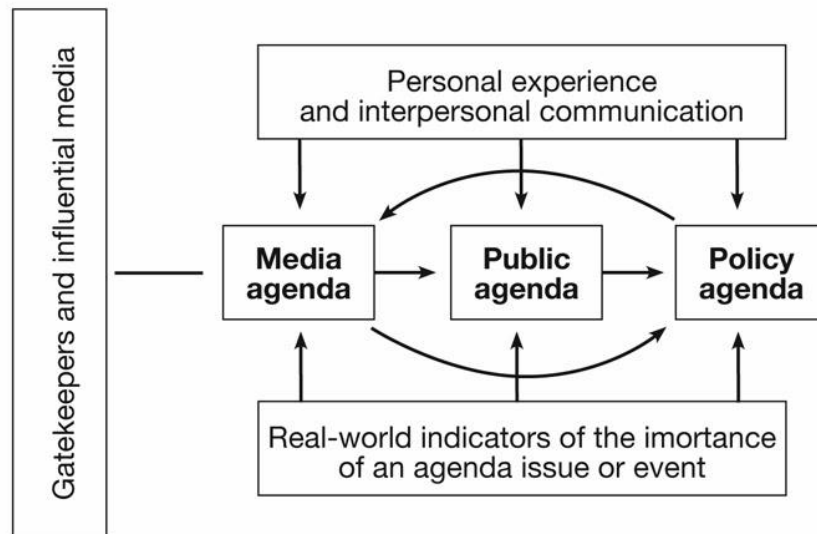 Gatekeepers and influential media
Personal experience
and interpersonal communication
Media
agenda
Public
agenda
Policy
agenda
Real-world indicators of the imortance
of an agenda issue or event